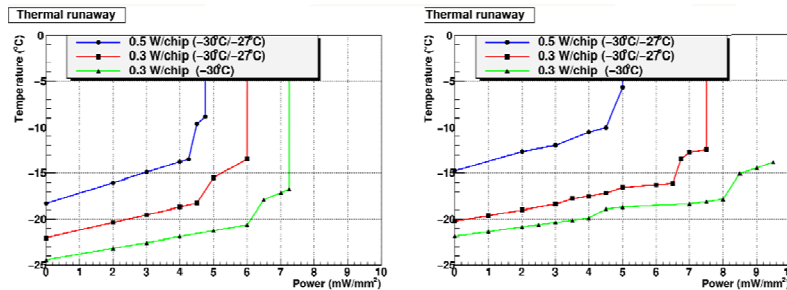 Thermal runaway
Temperature (°C)
0.5 W/chip (−30°C/−27°C)
0.3 W/chip (−30°C/−27°C)
0.3 W/chip (−30°C)
0
−5
−10
−15
−20
−25
0 1 2 3 4 5 6 7 8 9 10
Power (mW/mm²)
Thermal runaway
Temperature (°C)
0.5 W/chip (−30°C/−27°C)
0.3 W/chip (−30°C/−27°C)
0.3 W/chip (−30°C)
0
−5
−10
−15
−20
−25
0 1 2 3 4 5 6 7 8 9 10
Power (mW/mm²)